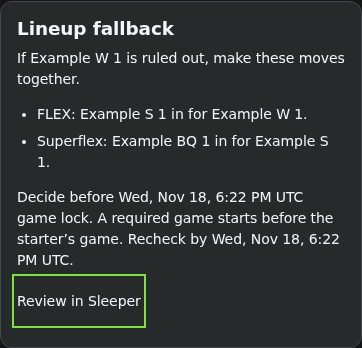 Lineup fallback
If Example W 1 is ruled out, make these moves
together.
• FLEX: Example S 1 in for Example W 1.
• Superflex: Example BQ 1 in for Example S
1.
Decide before Wed, Nov 18, 6:22 PM UTC
game lock. A required game starts before the
starter’s game. Recheck by Wed, Nov 18, 6:22
PM UTC.
Review in Sleeper